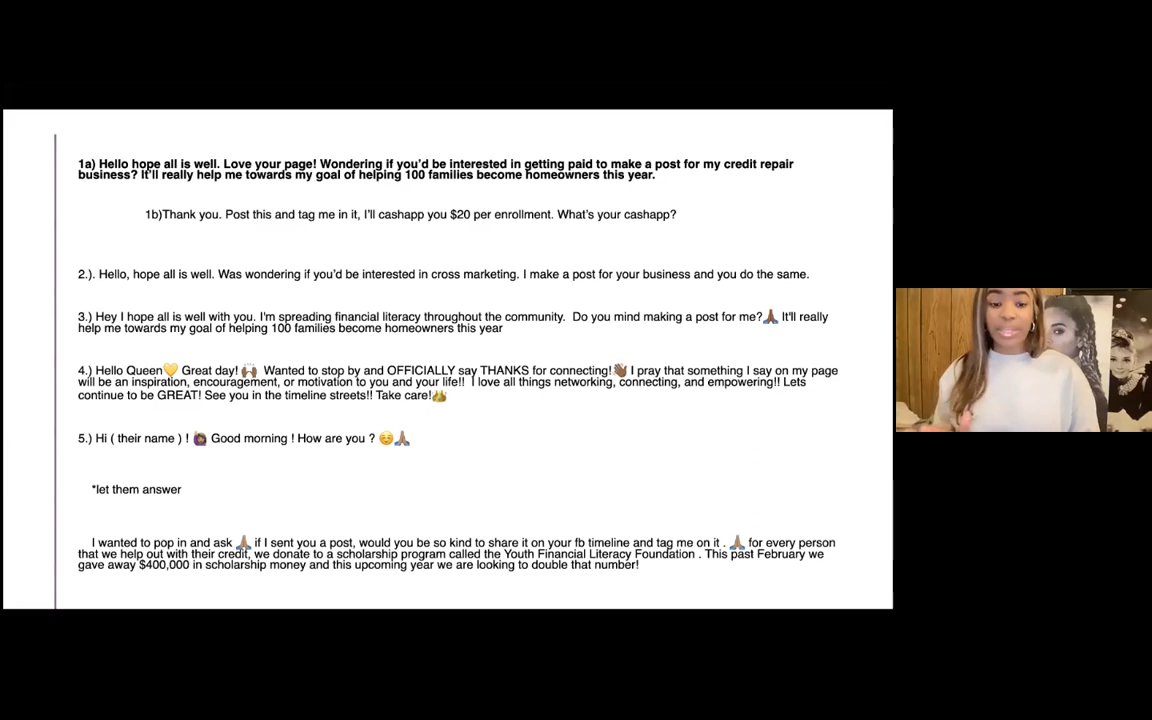 1a) Hello hope all is well. Love your page! Wondering if you'd be interested in getting paid to make a post for my credit repair
business? It'll really help me towards my goal of helping 100 families become homeowners this year.
1b)Thank you. Post this and tag me in it, I'll cashapp you $20 per enrollment. What's your cashapp?
2.). Hello, hope all is well. Was wondering if you'd be interested in cross marketing. I make a post for your business and you do the same.
3.) Hey I hope all is well with you. I'm spreading financial literacy throughout the community.  Do you mind making a post for me?🙏🏾 It'll really
help me towards my goal of helping 100 families become homeowners this year
4.) Hello Queen💛 Great day! 🙌🏾  Wanted to stop by and OFFICIALLY say THANKS for connecting!👋🏾 I pray that something I say on my page
will be an inspiration, encouragement, or motivation to you and your life!!  I love all things networking, connecting, and empowering!! Lets
continue to be GREAT! See you in the timeline streets!! Take care!👑
5.) Hi ( their name ) ! 🙋🏽‍♀️ Good morning ! How are you ? ☺️🙏🏽
*let them answer
I wanted to pop in and ask 🙏🏽 if I sent you a post, would you be so kind to share it on your fb timeline and tag me on it . 🙏🏽 for every person
that we help out with their credit, we donate to a scholarship program called the Youth Financial Literacy Foundation . This past February we
gave away $400,000 in scholarship money and this upcoming year we are looking to double that number!